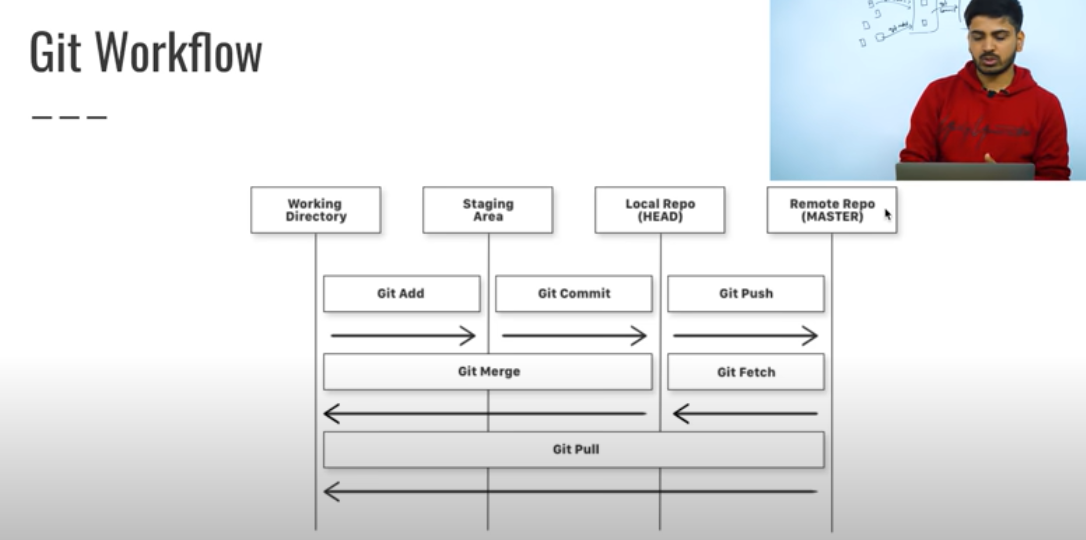 Git Workflow
Working
Directory
Staging
Area
Local Repo
(HEAD)
Remote Repo
(MASTER)
Git Add
Git Commit
Git Push
Git Merge
Git Fetch
Git Pull